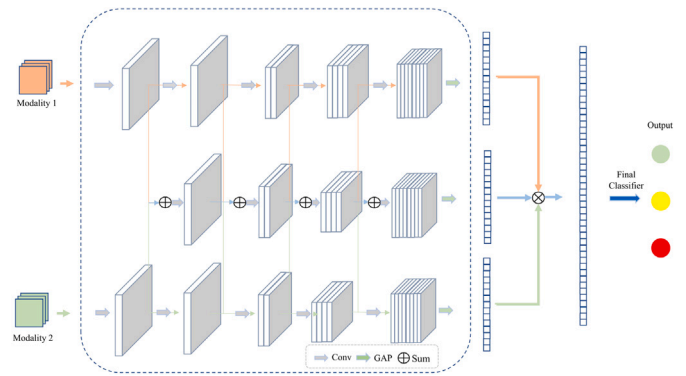 Modality 1
Output
Final
Classifier
Modality 2
Conv
GAP
Sum